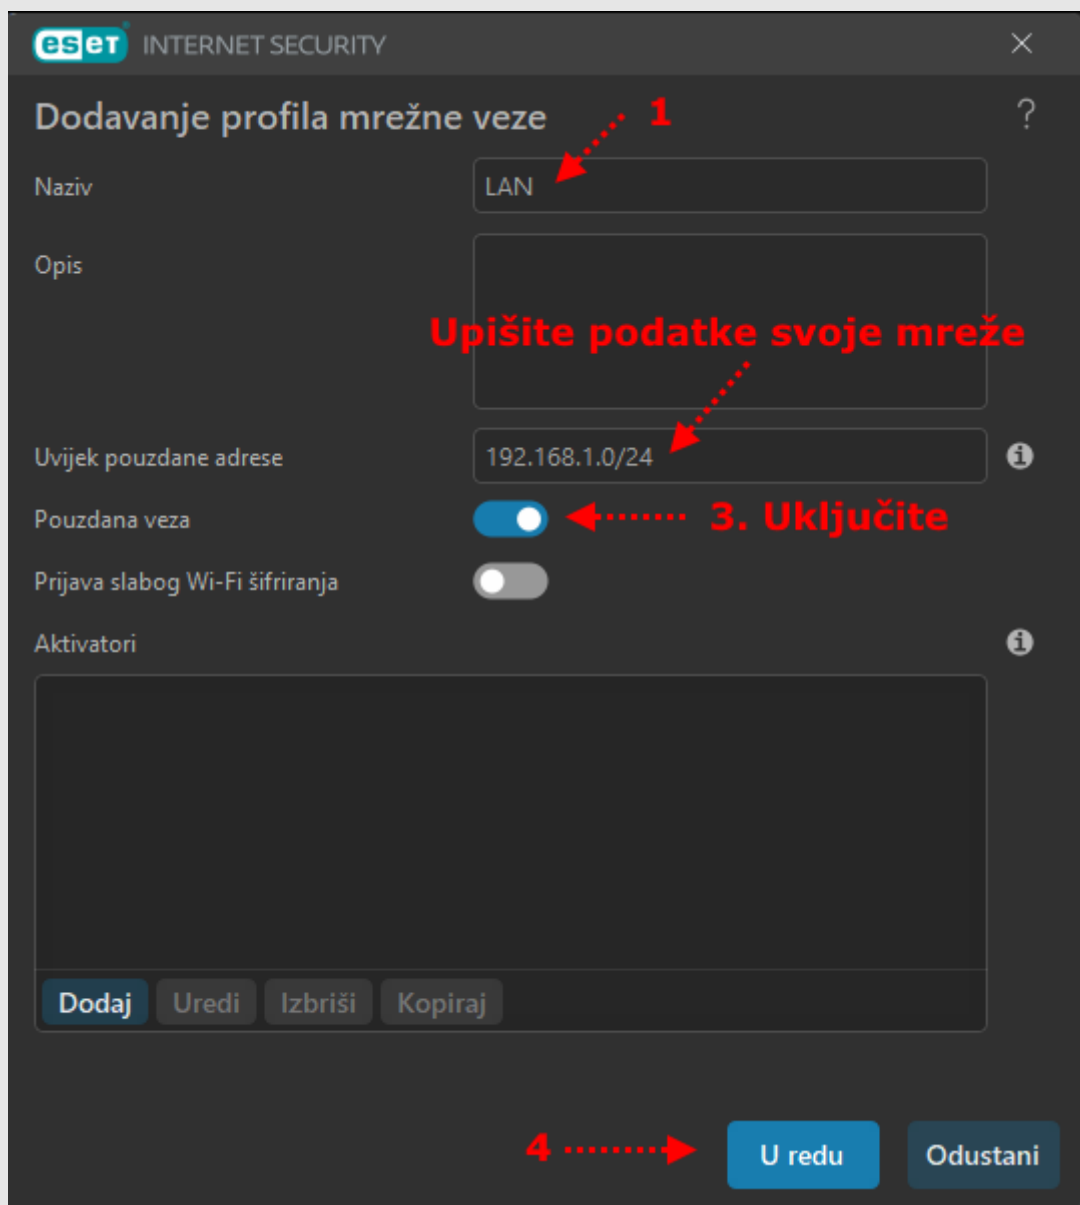 eset INTERNET SECURITY
Dodavanje profila mrežne veze
1
?
Naziv
LAN
Opis
Upišite podatke svoje mreže
Uvijek pouzdane adrese
192.168.1.0/24
Pouzdana veza
3. Uključite
Prijava slabog Wi-Fi šifriranja
Aktivatori
Dodaj Uredi Izbriši Kopiraj
4
U redu Odustani